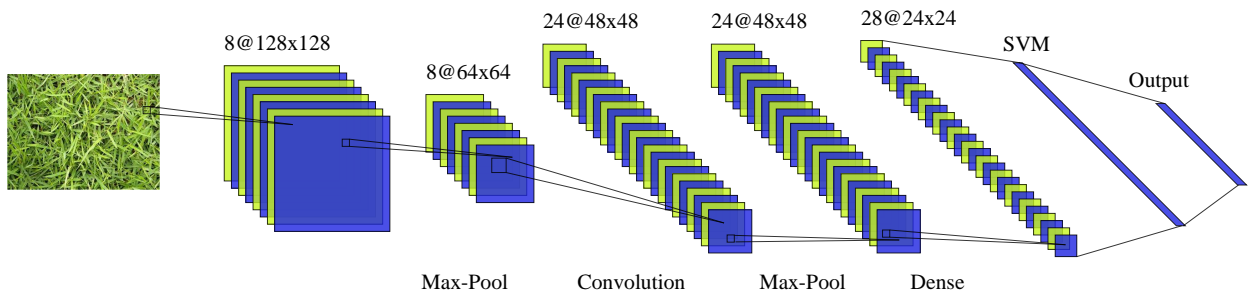 8@128x128
8@64x64
24@48x48
24@48x48
28@24x24
SVM
Output
Max-Pool
Convolution
Max-Pool
Dense